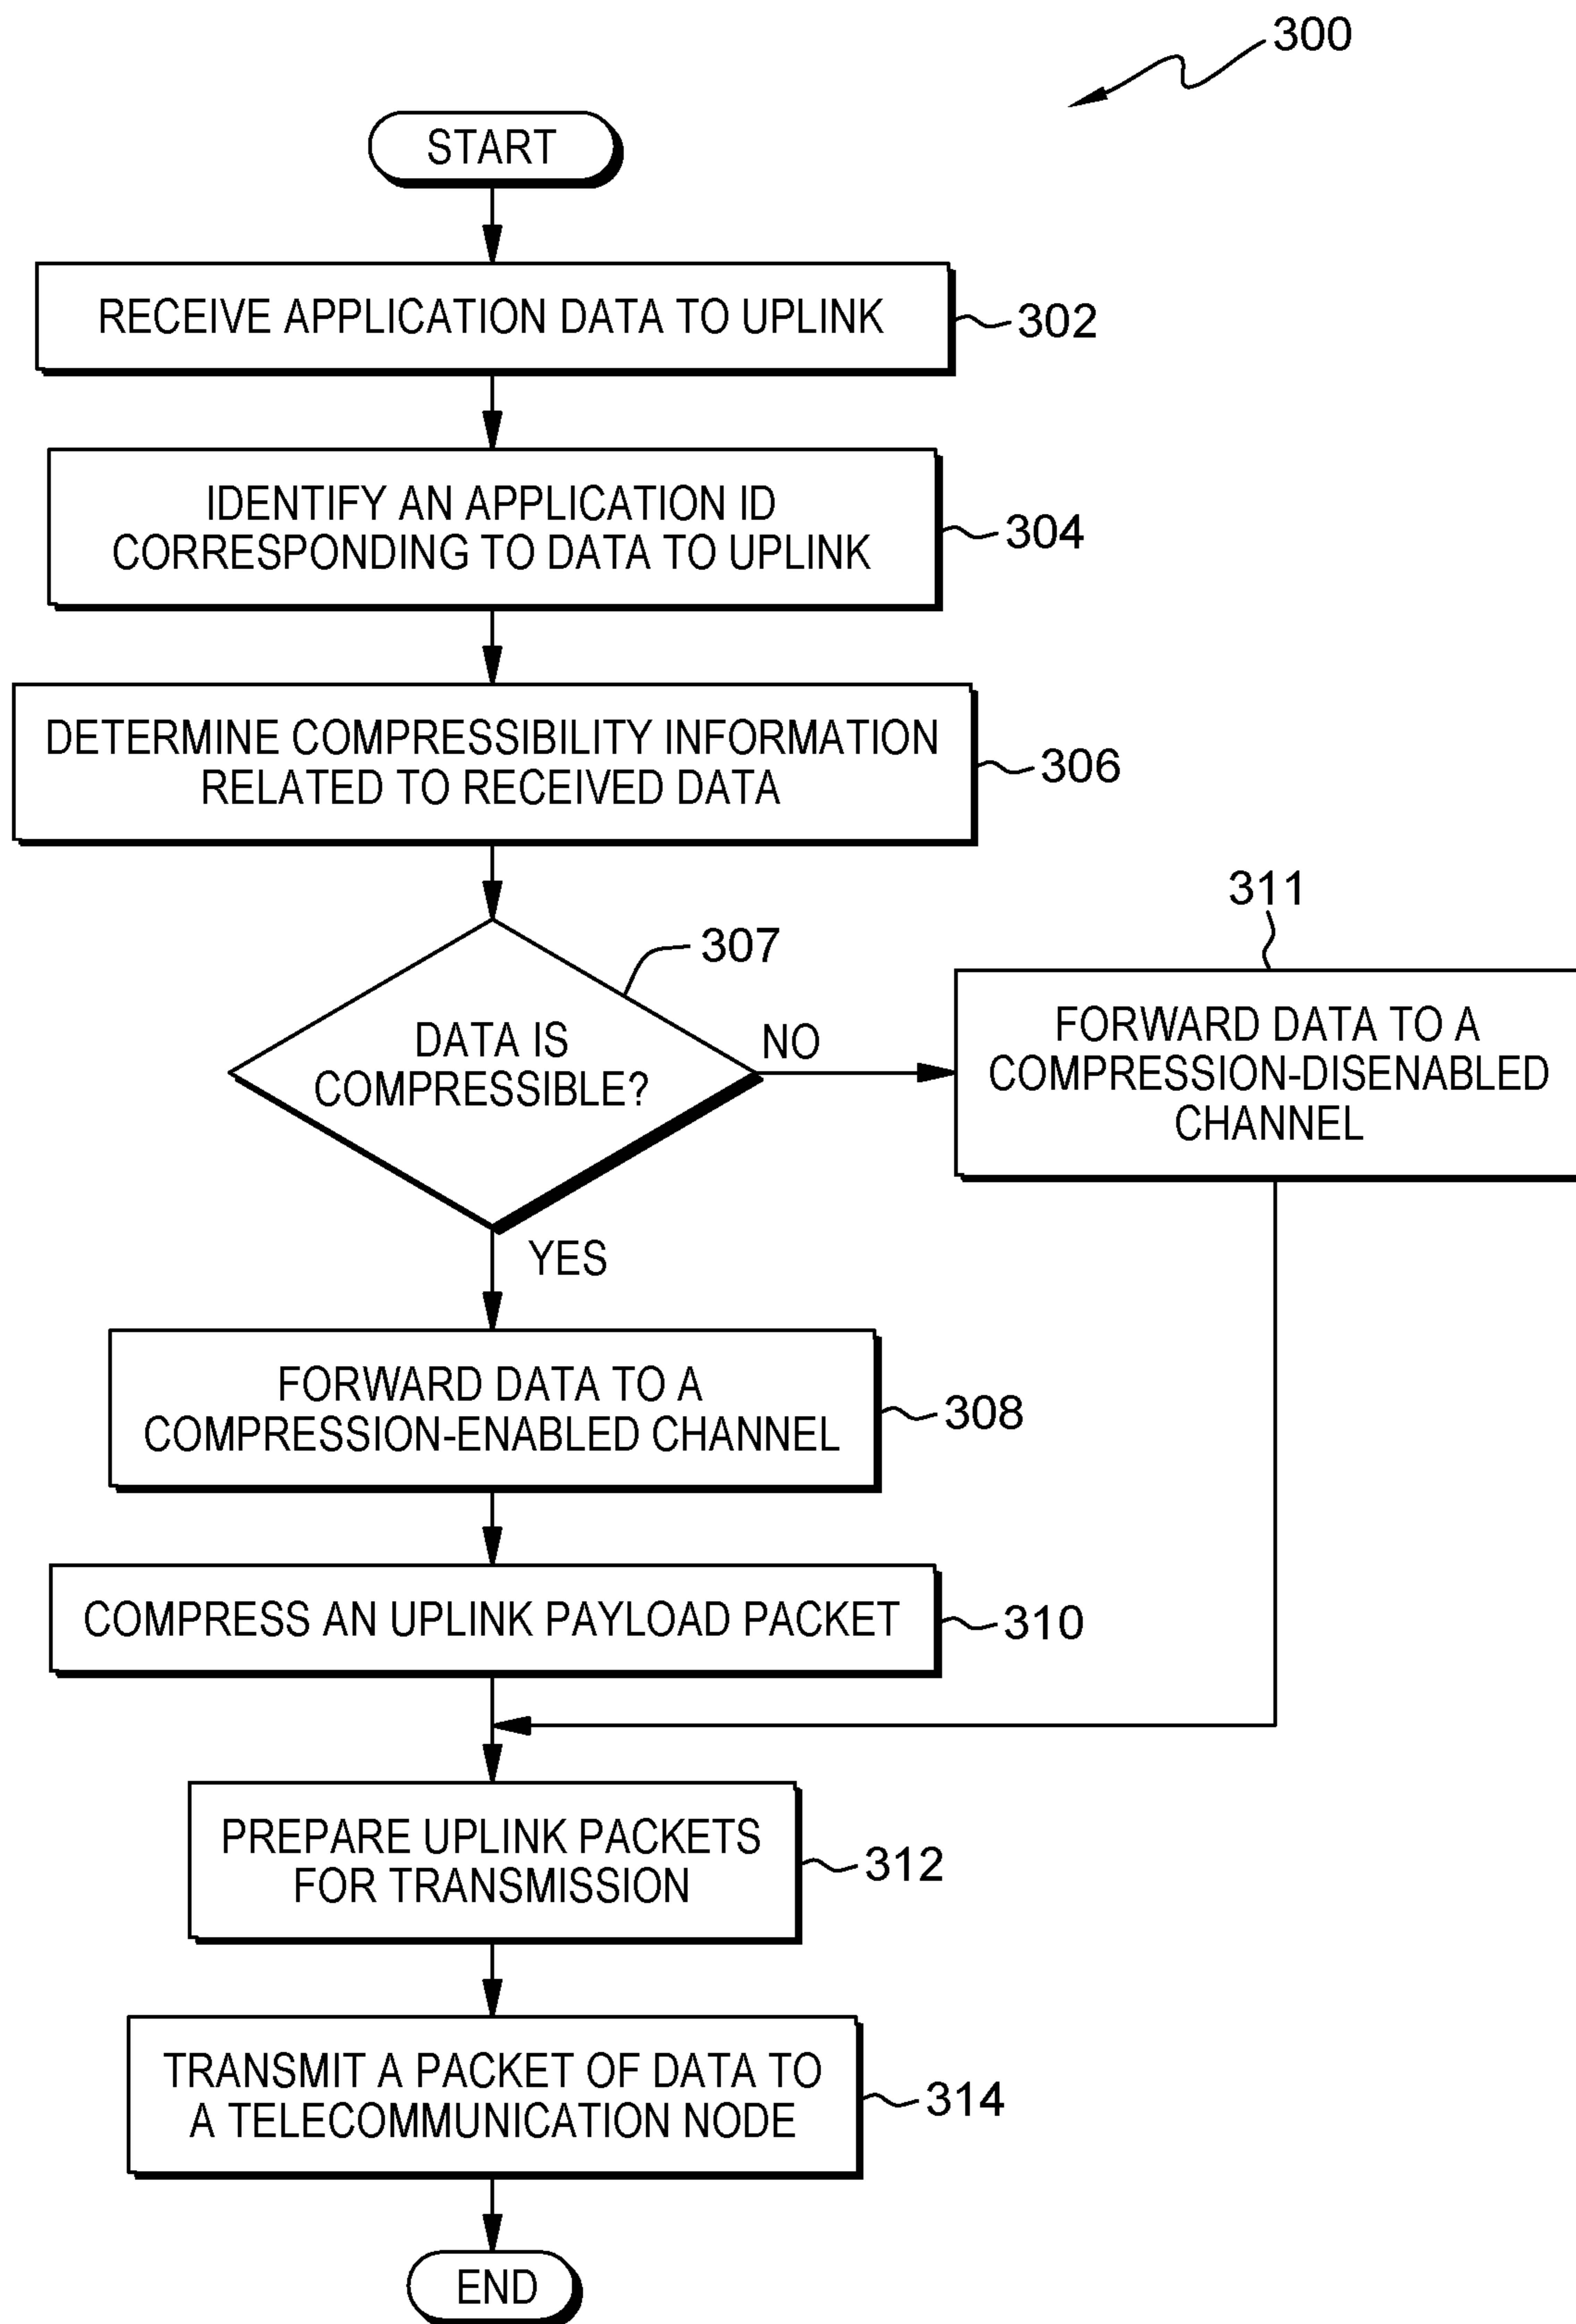 300
START
RECEIVE APPLICATION DATA TO UPLINK
302
IDENTIFY AN APPLICATION ID
CORRESPONDING TO DATA TO UPLINK
304
DETERMINE COMPRESSIBILITY INFORMATION
RELATED TO RECEIVED DATA
306
307
DATA IS
COMPRESSIBLE?
NO
311
FORWARD DATA TO A
COMPRESSION-DISENABLED
CHANNEL
YES
FORWARD DATA TO A
COMPRESSION-ENABLED CHANNEL
308
COMPRESS AN UPLINK PAYLOAD PACKET
310
PREPARE UPLINK PACKETS
FOR TRANSMISSION
312
TRANSMIT A PACKET OF DATA TO
A TELECOMMUNICATION NODE
314
END